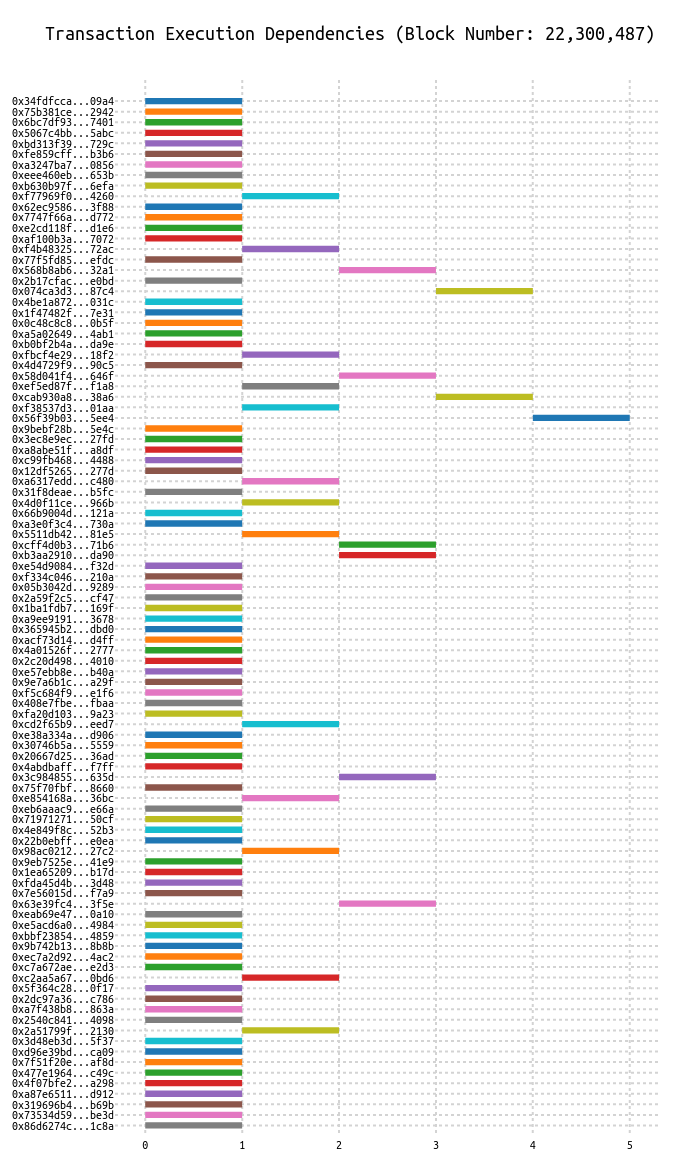 Transaction Execution Dependencies (Block Number: 22,300,487)
0x34fdfcca...09a4
0x75b381ce...2942
0x6bc7df93...7401
0x5067c4bb...5abc
0xbd313f39...729c
0xfe859cff...b3b6
0xa3247ba7...0856
0xeee460eb...653b
0xb630b97f...6efa
0xf77969f0...4260
0x62ec9586...3f88
0x7747f66a...d772
0xe2cd118f...d1e6
0xaf100b3a...7072
0xf4b48325...72ac
0x77f5fd85...efdc
0x568b8ab6...32a1
0x2b17cfac...e0bd
0x074ca3d3...87c4
0x4be1a872...031c
0x1f47482f...7e31
0x0c48c8c8...0b5f
0xa5a02649...4ab1
0xb0bf2b4a...da9e
0xfbcf4e29...18f2
0x4d4729f9...90c5
0x58d041f4...646f
0xef5ed87f...f1a8
0xcab930a8...38a6
0xf38537d3...01aa
0x56f39b03...5ee4
0x9bebf28b...5e4c
0x3ec8e9ec...27fd
0xa8abe51f...a8df
0xc99fb468...4488
0x12df5265...277d
0xa6317edd...c480
0x31f8deae...b5fc
0x4d0f11ce...966b
0x66b9004d...121a
0xa3e0f3c4...730a
0x5511db42...81e5
0xcff4d0b3...71b6
0xb3aa2910...da90
0xe54d9084...f32d
0xf334c046...210a
0x05b3042d...9289
0x2a59f2c5...cf47
0x1ba1fdb7...169f
0xa9ee9191...3678
0x365945b2...dbd0
0xacf73d14...d4ff
0x4a01526f...2777
0x2c20d498...4010
0xe57ebb8e...b40a
0x9e7a6b1c...a29f
0xf5c684f9...e1f6
0x408e7fbe...fbaa
0xfa20d103...9a23
0xcd2f65b9...eed7
0xe38a334a...d906
0x30746b5a...5559
0x20667d25...36ad
0x4abdbaff...f7ff
0x3c984855...635d
0x75f70fbf...8660
0xe854168a...36bc
0xeb6aaac9...e66a
0x71971271...50cf
0x4e849f8c...52b3
0x22b0ebff...e0ea
0x98ac0212...27c2
0x9eb7525e...41e9
0x1ea65209...b17d
0xfda45d4b...3d48
0x7e56015d...f7a9
0x63e39fc4...3f5e
0xeab69e47...0a10
0xe5acd6a0...4984
0xbbf23854...4859
0x9b742b13...8b8b
0xec7a2d92...4ac2
0xc7a672ae...e2d3
0xc2aa5a67...0bd6
0x5f364c28...0f17
0x2dc97a36...c786
0xa7f438b8...863a
0x2540c841...4098
0x2a51799f...2130
0x3d48eb3d...5f37
0xd96e39bd...ca09
0x7f51f20e...af8d
0x477e1964...c49c
0x4f07bfe2...a298
0xa87e6511...d912
0x319696b4...b69b
0x73534d59...be3d
0x86d6274c...1c8a
0 1 2 3 4 5